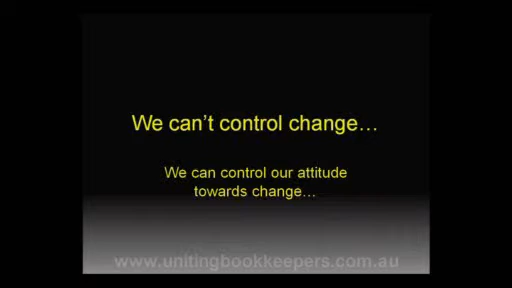 We can't control change…
We can control our attitude
towards change…
www.unitingbookkeepers.com.au